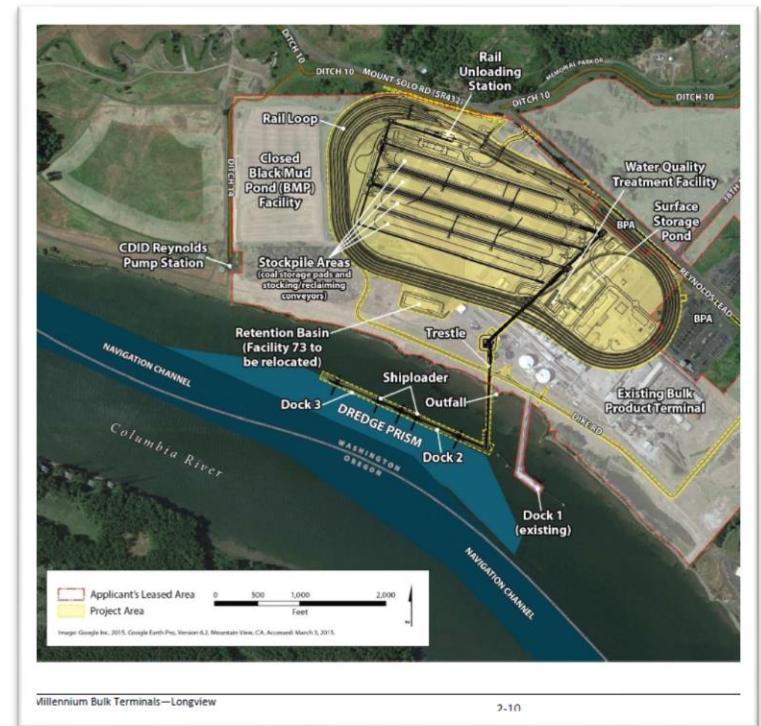 DITCH 10
DITCH 10
MOUNT SOLO RD (SR432)
Rail
Unloading
Station
MEMORIAL PARK DR
DITCH 10
DITCH 10
Rail Loop
DITCH 14
Closed
Black Mud
Pond (BMP)
Facility
Water Quality
Treatment Facility
38TH
Surface
Storage
Pond
BPA
CDID Reynolds
Pump Station
Stockpile Areas
(coal storage pads and
stocking/reclaiming
conveyors)
REYNOLDS LEAD
BPA
Retention Basin
(Facility 73 to
be relocated)
Trestle
NAVIGATION CHANNEL
Shiploader
Outfall
Existing Bulk
Product Terminal
Dock 3
DREDGE PRISM
DIKE RD
Columbia River
WASHINGTON
OREGON
Dock 2
Dock 1
(existing)
NAVIGATION CHANNEL
Applicant's Leased Area
Project Area
0 500 1,000 2,000
Feet
N
Image: Google Inc. 2015. Google Earth Pro, Version 6.2. Mountain View, CA. Accessed: March 3, 2015.
Millennium Bulk Terminals—Longview
2-10